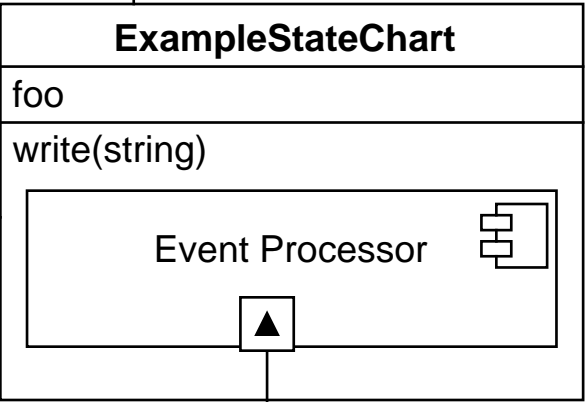 ExampleStateChart
foo
write(string)
Event Processor